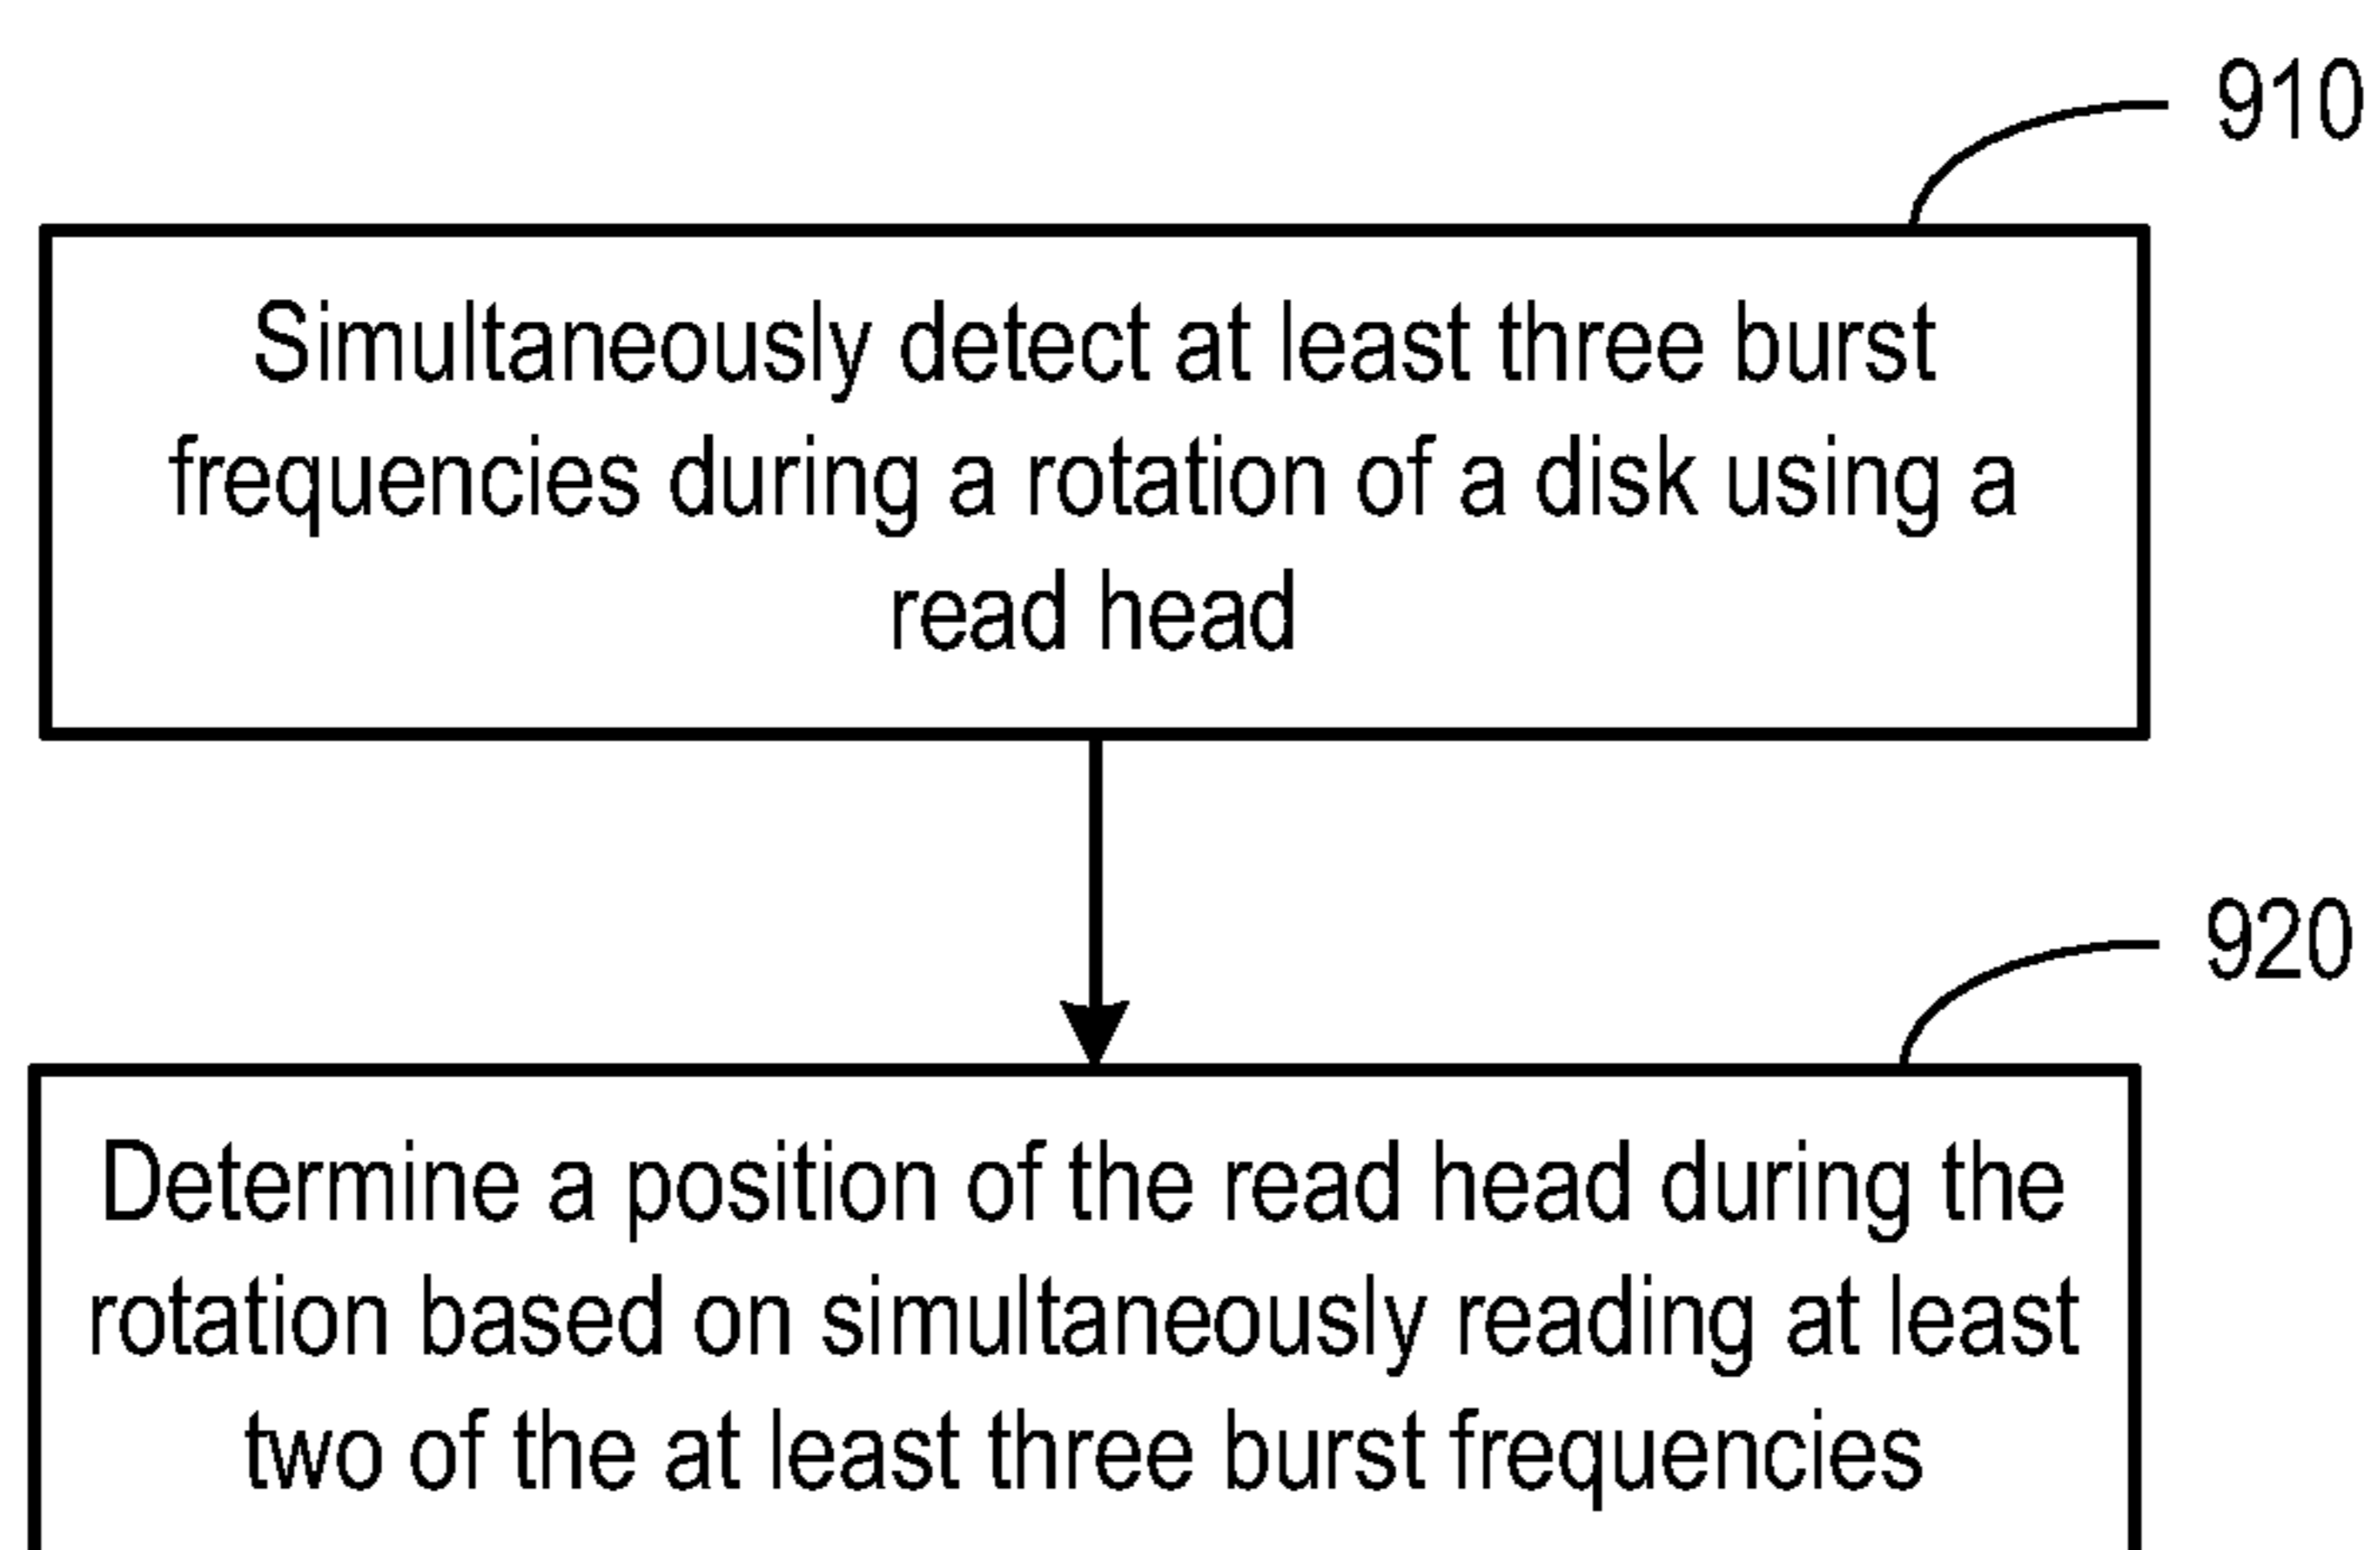 910
Simultaneously detect at least three burst
frequencies during a rotation of a disk using a
read head
920
Determine a position of the read head during the
rotation based on simultaneously reading at least
two of the at least three burst frequencies